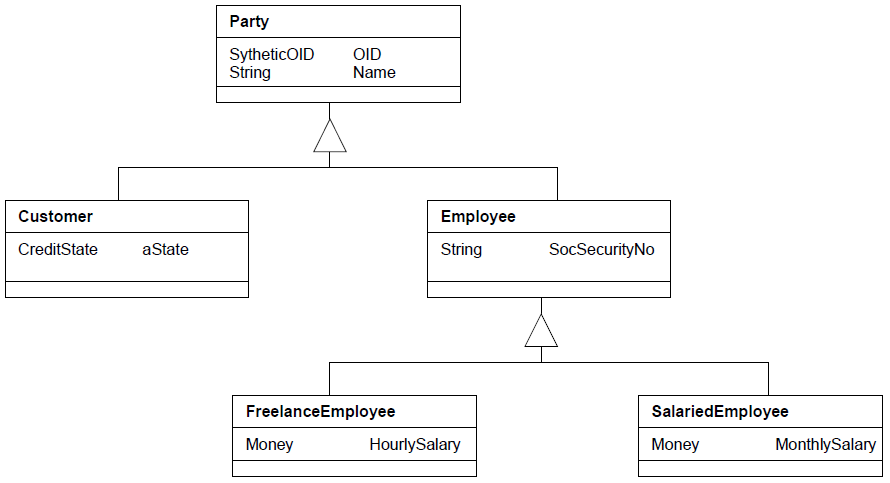 Party
SytheticOID OID
String Name
Customer
CreditState aState
Employee
String SocSecurityNo
FreelanceEmployee
Money HourlySalary
SalariedEmployee
Money MonthlySalary